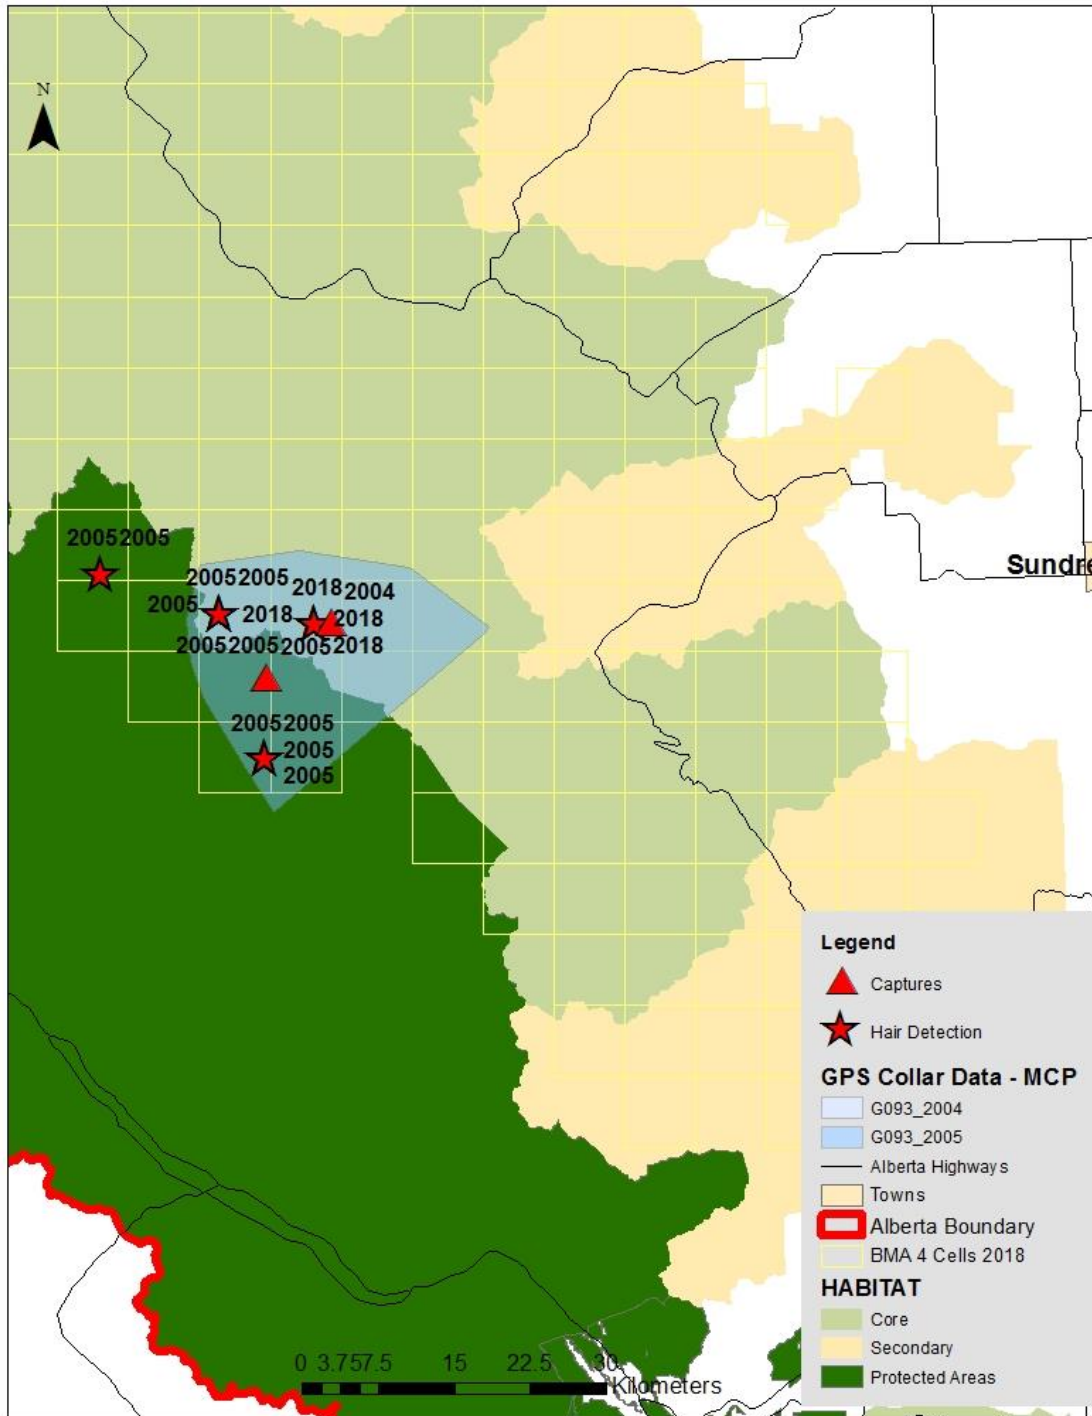 N
20052005
20052005
2018
2004
2005
2018
2018
20052005
20052018
20052005
2005
2005
Sundre
Legend
Captures
Hair Detection
GPS Collar Data - MCP
G093_2004
G093_2005
Alberta Highways
Towns
Alberta Boundary
BMA 4 Cells 2018
HABITAT
Core
Secondary
Protected Areas
0 3.757.5 15 22.5 30
Kilometers